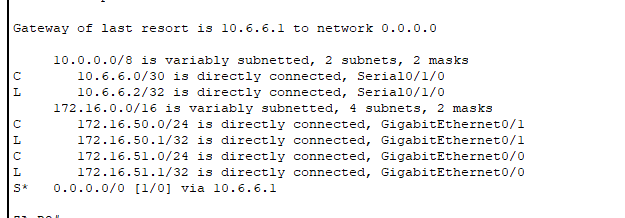 Gateway of last resort is 10.6.6.1 to network 0.0.0.0
10.0.0.0/8 is variably subnetted, 2 subnets, 2 masks
C 10.6.6.0/30 is directly connected, Serial0/1/0
L 10.6.6.2/32 is directly connected, Serial0/1/0
172.16.0.0/16 is variably subnetted, 4 subnets, 2 masks
C 172.16.50.0/24 is directly connected, GigabitEthernet0/1
L 172.16.50.1/32 is directly connected, GigabitEthernet0/1
C 172.16.51.0/24 is directly connected, GigabitEthernet0/0
L 172.16.51.1/32 is directly connected, GigabitEthernet0/0
S* 0.0.0.0/0 [1/0] via 10.6.6.1